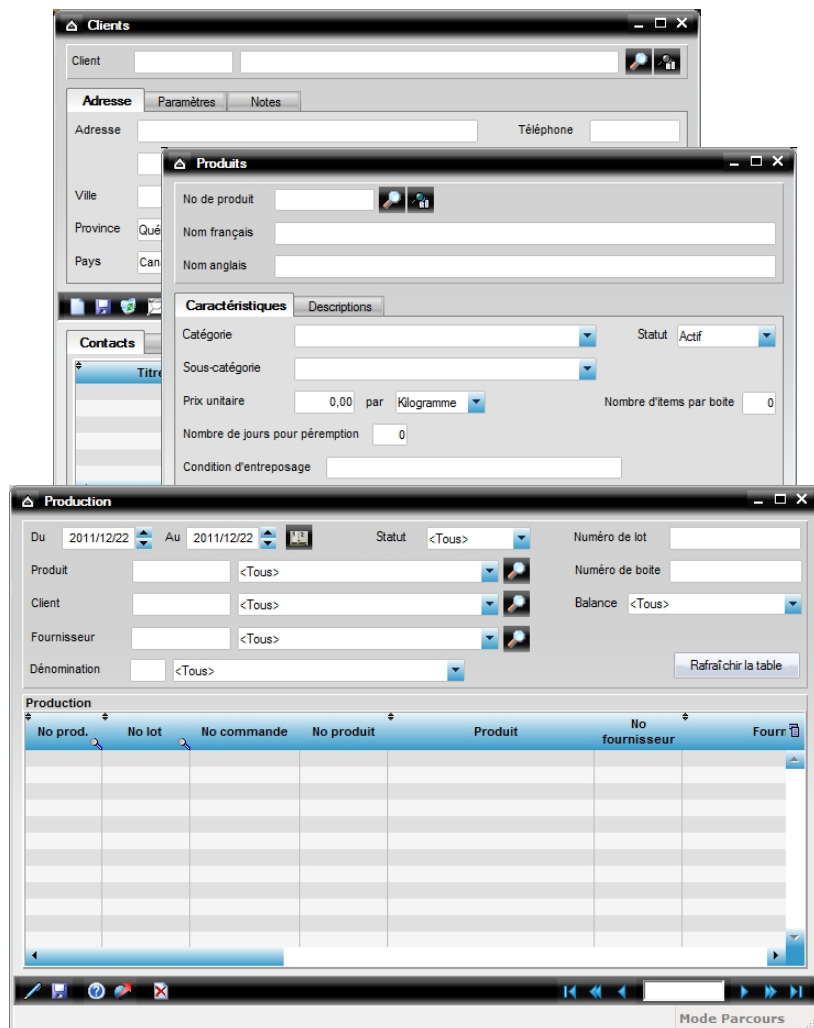 Clients
Client
Adresse Paramètres Notes
Adresse Téléphone
Ville
Province Qué
Pays Can
Contacts
Titre
Produits
No de produit
Nom français
Nom anglais
Caractéristiques Descriptions
Catégorie Statut Actif
Sous-catégorie
Prix unitaire 0,00 par Kilogramme Nombre d'items par boite 0
Nombre de jours pour péremption 0
Condition d'entreposage
Production
Du 2011/12/22 Au 2011/12/22 Statut <Tous> Numéro de lot
Produit <Tous> Numéro de boite
Client <Tous> Balance <Tous>
Fournisseur <Tous>
Dénomination <Tous> Rafraîchir la table
Production
No prod. No lot No commande No produit Produit No fournisseur Fourr
Mode Parcours